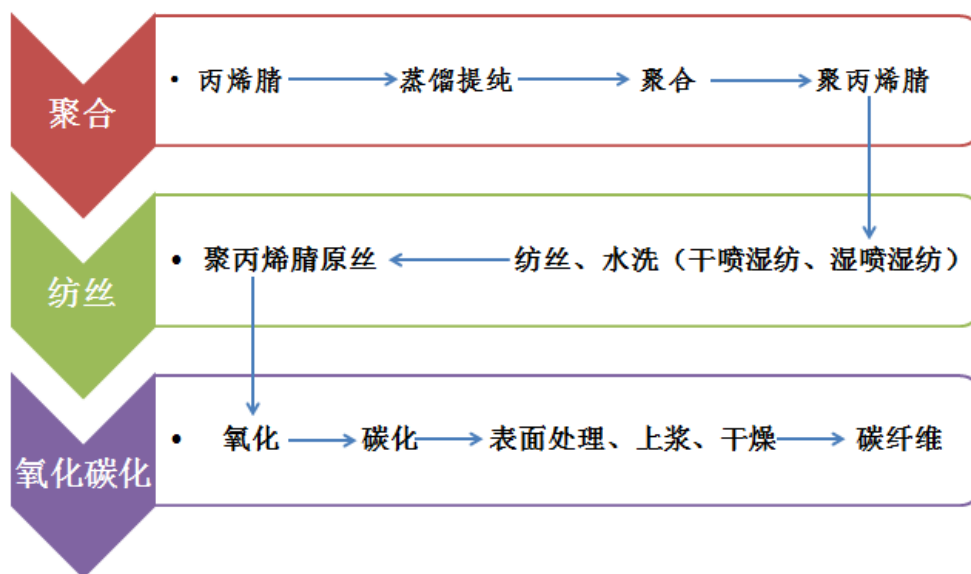 聚合
• 丙烯腈 蒸馏提纯 聚合 聚丙烯腈
纺丝
• 聚丙烯腈原丝 纺丝、水洗（干喷湿纺、湿喷湿纺）
氧化碳化
• 氧化 碳化 表面处理、上浆、干燥 碳纤维